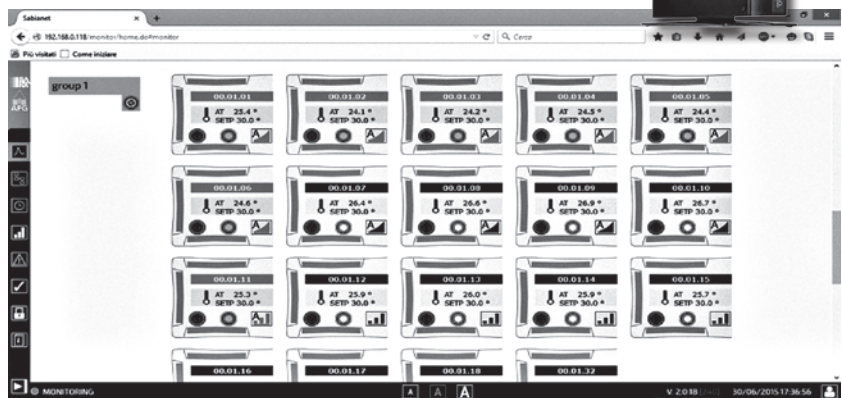 Sabianet
192.168.0.118/monitor/home.do#monitor
Cerca
Più visitati Come iniziare
group 1
00.01.01
AT 25.4 °
SETP 30.0 °
A
00.01.02
AT 24.1 °
SETP 30.0 °
A
00.01.03
AT 24.2 °
SETP 30.0 °
A
00.01.04
AT 24.5 °
SETP 30.0 °
A
00.01.05
AT 24.4 °
SETP 30.0 °
A
00.01.06
AT 24.6 °
SETP 30.0 °
A
00.01.07
AT 26.4 °
SETP 30.0 °
A
00.01.08
AT 26.6 °
SETP 30.0 °
A
00.01.09
AT 26.9 °
SETP 30.0 °
A
00.01.10
AT 26.7 °
SETP 30.0 °
A
00.01.11
AT 25.3 °
SETP 30.0 °
A
00.01.12
AT 25.9 °
SETP 30.0 °
00.01.13
AT 26.0 °
SETP 30.0 °
00.01.14
AT 25.9 °
SETP 30.0 °
00.01.15
AT 25.7 °
SETP 30.0 °
00.01.16
00.01.17
00.01.18
00.01.32
MONITORING
A A A
V 2.0.18
30/06/2015 17:36:56